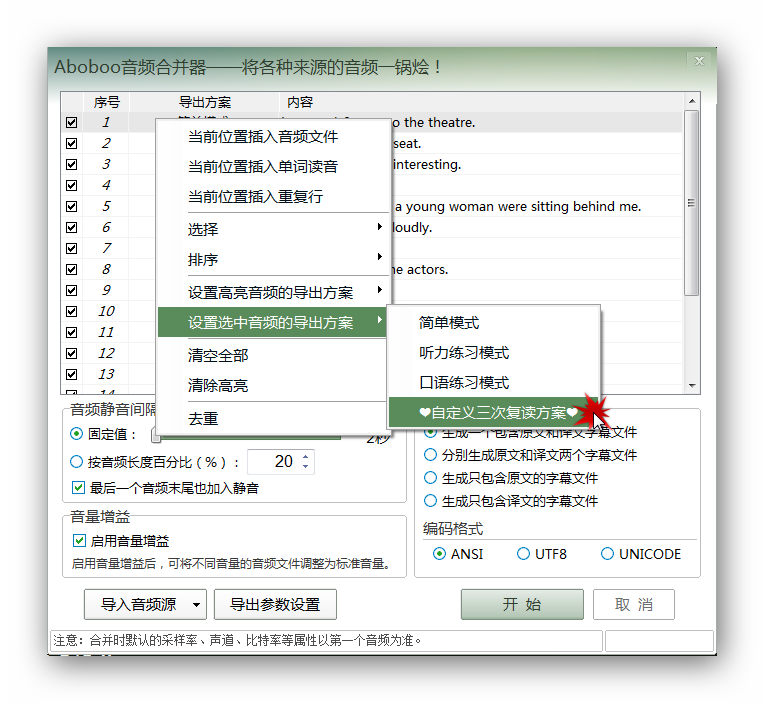 Aboboo音频合并器——将各种来源的音频一锅烩！
序号 导出方案 内容
1 o the theatre.
2 seat.
3 interesting.
4
5 a young woman were sitting behind me.
6 loudly.
7
8 he actors.
9
10
11
12
13
14
当前位置插入音频文件
当前位置插入单词读音
当前位置插入重复行
选择
排序
设置高亮音频的导出方案
设置选中音频的导出方案
清空全部
清除高亮
去重
简单模式
听力练习模式
口语练习模式
❤自定义三次复读方案❤
音频静音间隔
固定值： 2秒
按音频长度百分比（%）： 20
最后一个音频末尾也加入静音
音量增益
启用音量增益
启用音量增益后，可将不同音量的音频文件调整为标准音量。
生成一个包含原文和译文字幕文件
分别生成原文和译文两个字幕文件
生成只包含原文的字幕文件
生成只包含译文的字幕文件
编码格式
ANSI UTF8 UNICODE
导入音频源 导出参数设置 开 始 取 消
注意：合并时默认的采样率、声道、比特率等属性以第一个音频为准。